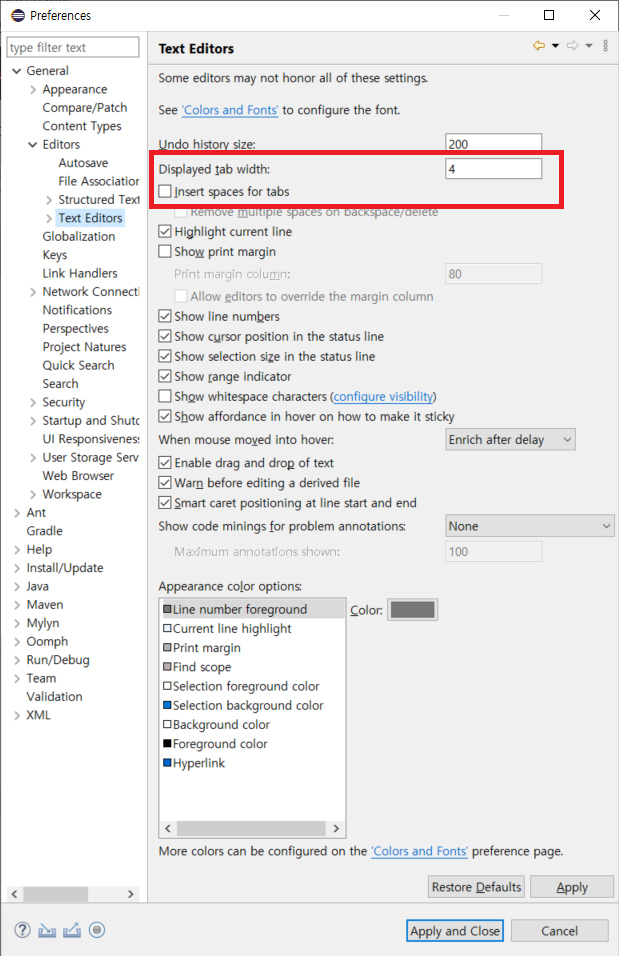 Preferences
type filter text
General
Appearance
Compare/Patch
Content Types
Editors
Autosave
File Association
Structured Text
Text Editors
Globalization
Keys
Link Handlers
Network Connecti
Notifications
Perspectives
Project Natures
Quick Search
Search
Security
Startup and Shutd
UI Responsiveness
User Storage Serv
Web Browser
Workspace
Ant
Gradle
Help
Install/Update
Java
Maven
Mylyn
Oomph
Run/Debug
Team
Validation
XML
Text Editors
Some editors may not honor all of these settings.
See 'Colors and Fonts' to configure the font.
Undo history size: 200
Displayed tab width: 4
Insert spaces for tabs
Remove multiple spaces on backspace/delete
Highlight current line
Show print margin
Print margin column: 80
Allow editors to override the margin column
Show line numbers
Show cursor position in the status line
Show selection size in the status line
Show range indicator
Show whitespace characters (configure visibility)
Show affordance in hover on how to make it sticky
When mouse moved into hover: Enrich after delay
Enable drag and drop of text
Warn before editing a derived file
Smart caret positioning at line start and end
Show code minings for problem annotations: None
Maximum annotations shown: 100
Appearance color options:
Line number foreground
Current line highlight
Print margin
Find scope
Selection foreground color
Selection background color
Background color
Foreground color
Hyperlink
Color:
More colors can be configured on the 'Colors and Fonts' preference page.
Restore Defaults Apply
Apply and Close Cancel